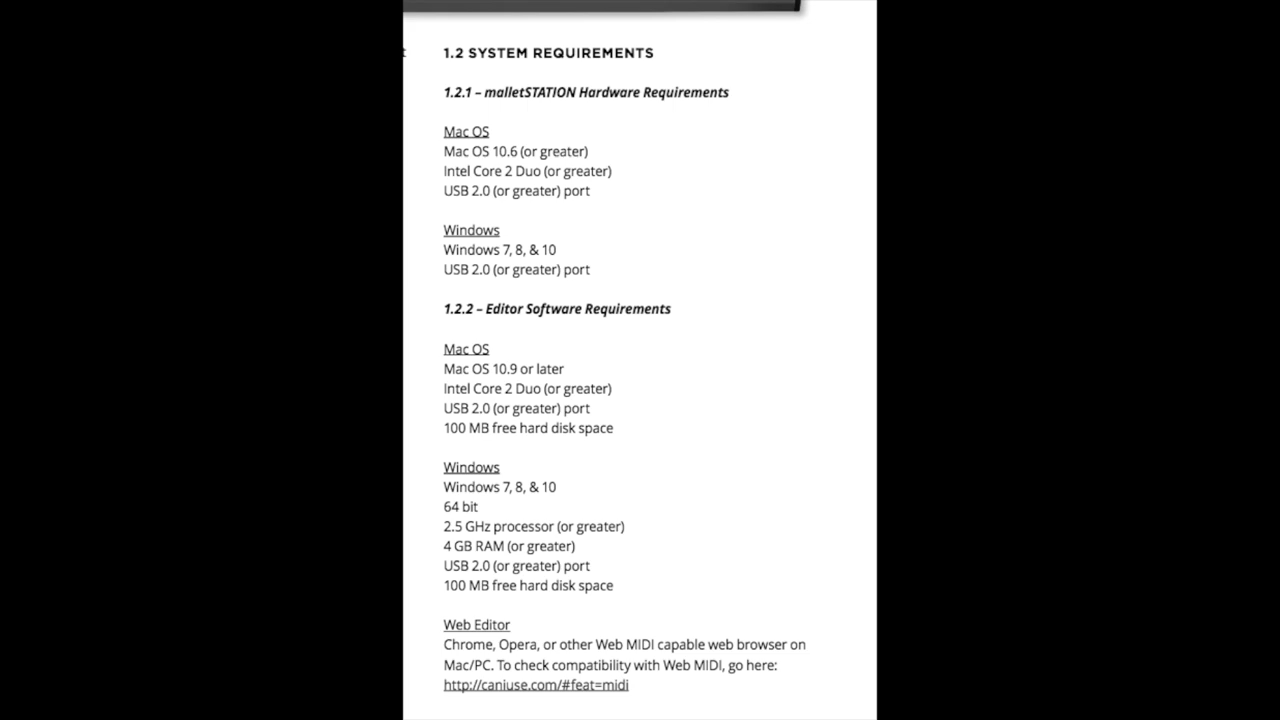 1.2 SYSTEM REQUIREMENTS
1.2.1 – malletSTATION Hardware Requirements
Mac OS
Mac OS 10.6 (or greater)
Intel Core 2 Duo (or greater)
USB 2.0 (or greater) port
Windows
Windows 7, 8, & 10
USB 2.0 (or greater) port
1.2.2 – Editor Software Requirements
Mac OS
Mac OS 10.9 or later
Intel Core 2 Duo (or greater)
USB 2.0 (or greater) port
100 MB free hard disk space
Windows
Windows 7, 8, & 10
64 bit
2.5 GHz processor (or greater)
4 GB RAM (or greater)
USB 2.0 (or greater) port
100 MB free hard disk space
Web Editor
Chrome, Opera, or other Web MIDI capable web browser on
Mac/PC. To check compatibility with Web MIDI, go here:
http://caniuse.com/#feat=midi